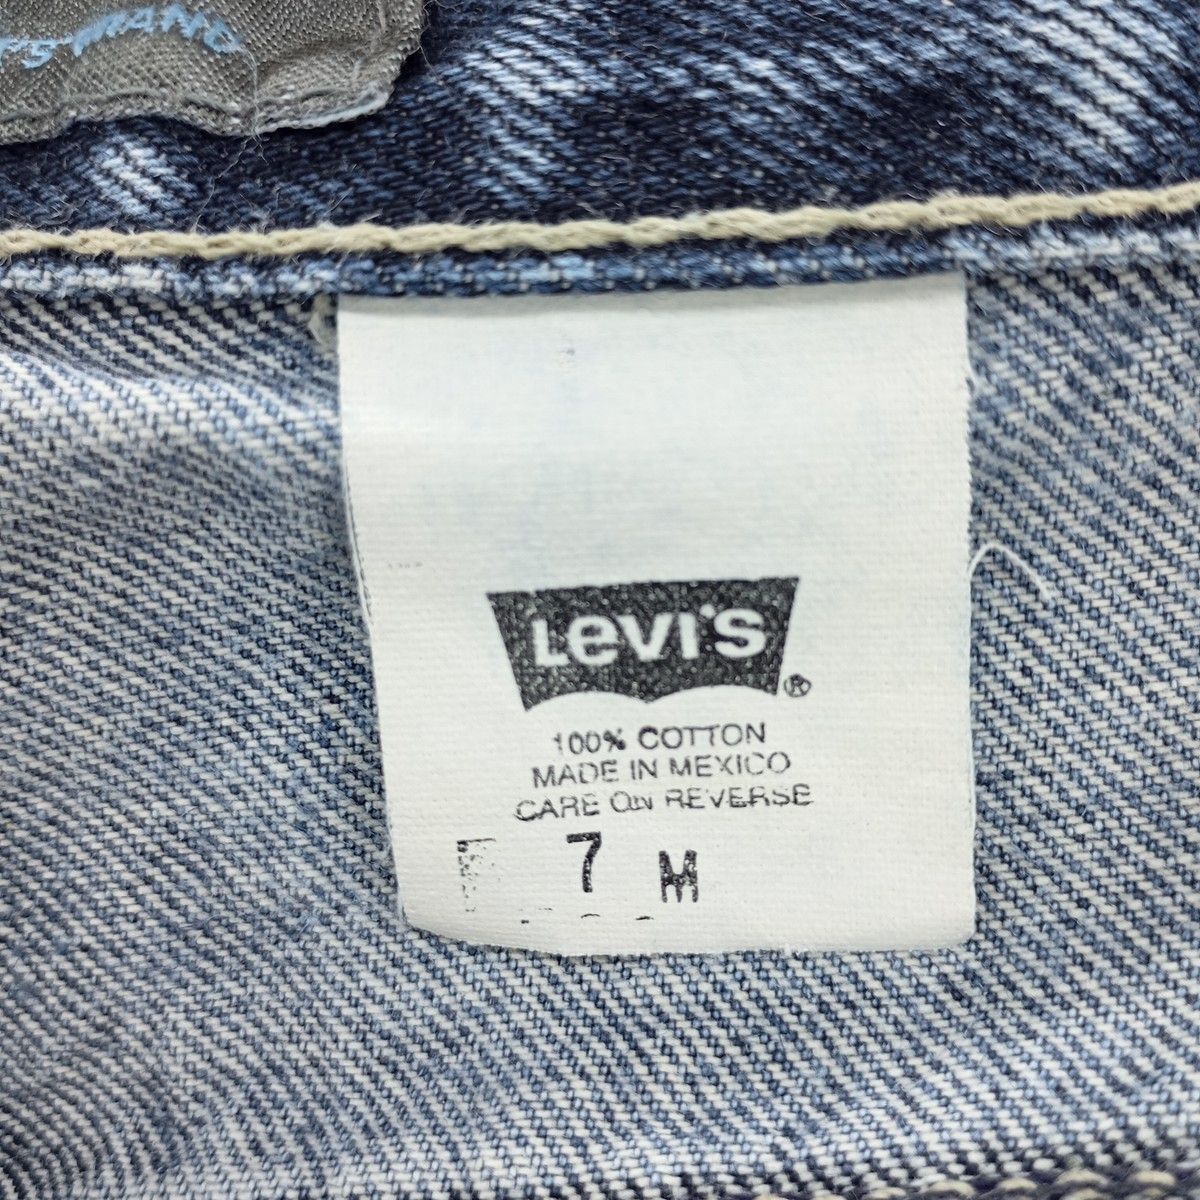 LEVI'S ®
100% COTTON
MADE IN MEXICO
CARE ON REVERSE
7 M